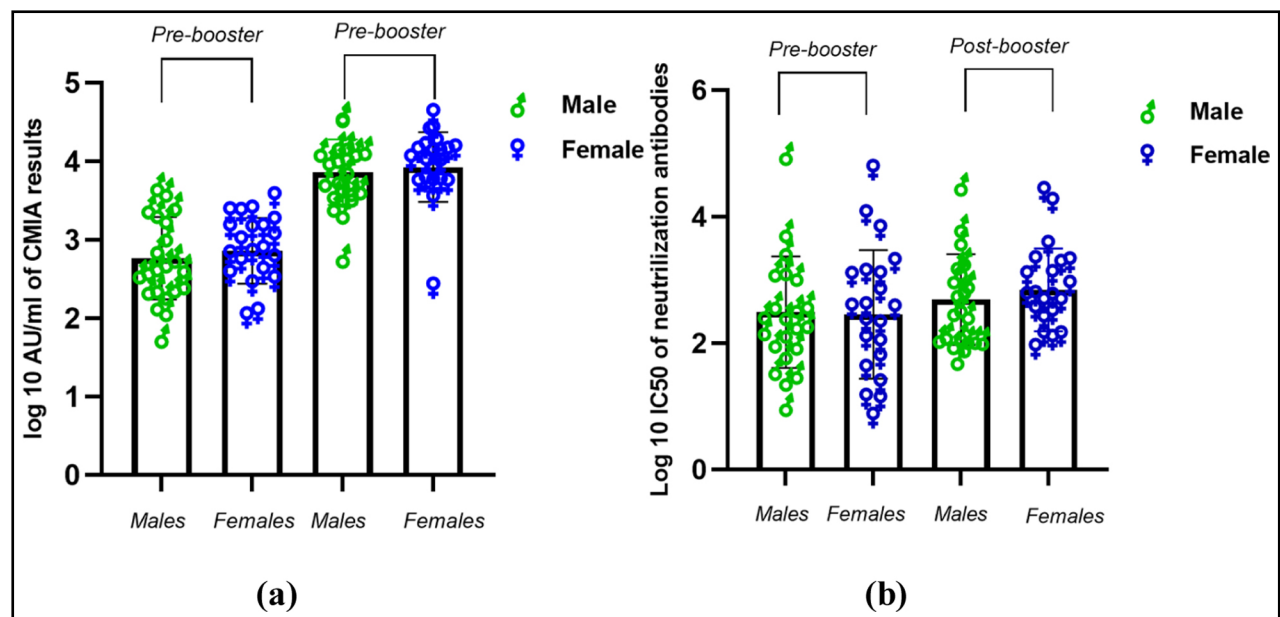 Pre-booster
Pre-booster
log 10 AU/ml of CMIA results
5
4
3
2
1
0
Male
Female
Males
Females
Males
Females
(a)
Pre-booster
Post-booster
Log 10 IC50 of neutrilization antibodies
6
4
2
0
Male
Female
Males
Females
Males
Females
(b)